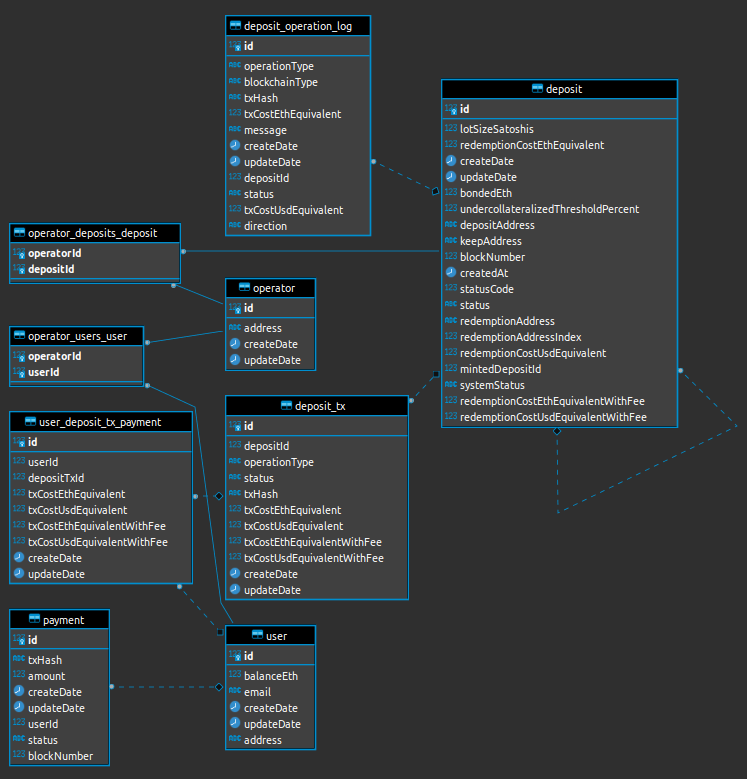 deposit_operation_log
id
operationType
blockchainType
txHash
txCostEthEquivalent
message
createDate
updateDate
depositId
status
txCostUsdEquivalent
direction
deposit
id
lotSizeSatoshis
redemptionCostEthEquivalent
createDate
updateDate
bondedEth
undercollateralizedThresholdPercent
depositAddress
keepAddress
blockNumber
createdAt
statusCode
status
redemptionAddress
redemptionAddressIndex
redemptionCostUsdEquivalent
mintedDepositId
systemStatus
redemptionCostEthEquivalentWithFee
redemptionCostUsdEquivalentWithFee
operator_deposits_deposit
operatorId
depositId
operator
id
address
createDate
updateDate
operator_users_user
operatorId
userId
user_deposit_tx_payment
id
userId
depositTxId
txCostEthEquivalent
txCostUsdEquivalent
txCostEthEquivalentWithFee
txCostUsdEquivalentWithFee
createDate
updateDate
deposit_tx
id
depositId
operationType
status
txHash
txCostEthEquivalent
txCostUsdEquivalent
txCostEthEquivalentWithFee
txCostUsdEquivalentWithFee
createDate
updateDate
payment
id
txHash
amount
createDate
updateDate
userId
status
blockNumber
user
id
balanceEth
email
createDate
updateDate
address